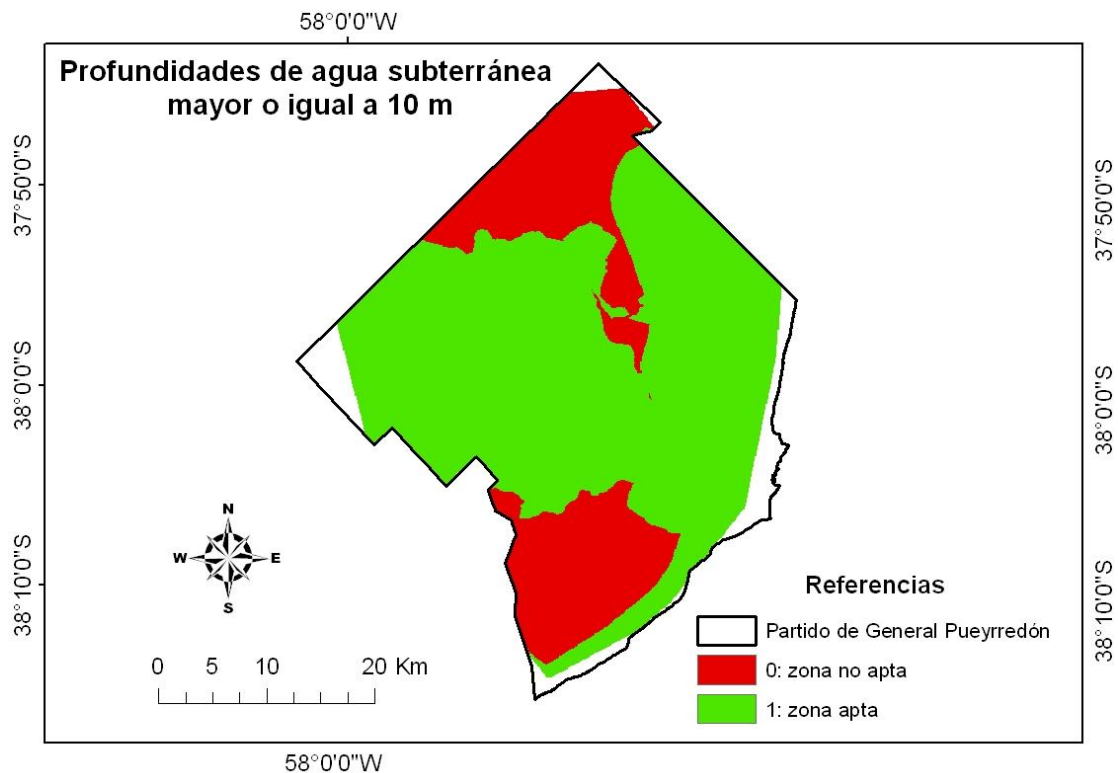 58°0'0"W
Profundidades de agua subterránea
mayor o igual a 10 m
37°50'0"S
37°50'0"S
38°0'0"S
38°0'0"S
38°10'0"S
38°10'0"S
N
W
E
S
0 5 10 20 Km
Referencias
Partido de General Pueyrredón
0: zona no apta
1: zona apta
58°0'0"W